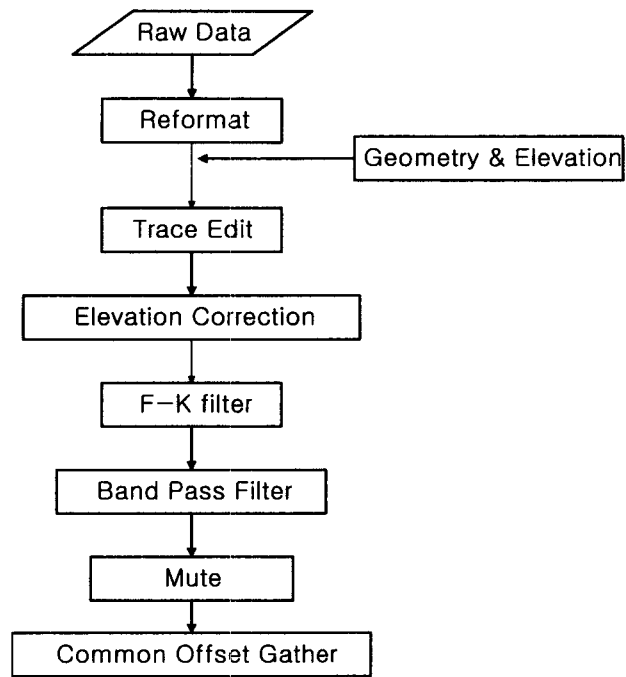 Raw Data
Reformat
Geometry & Elevation
Trace Edit
Elevation Correction
F-K filter
Band Pass Filter
Mute
Common Offset Gather